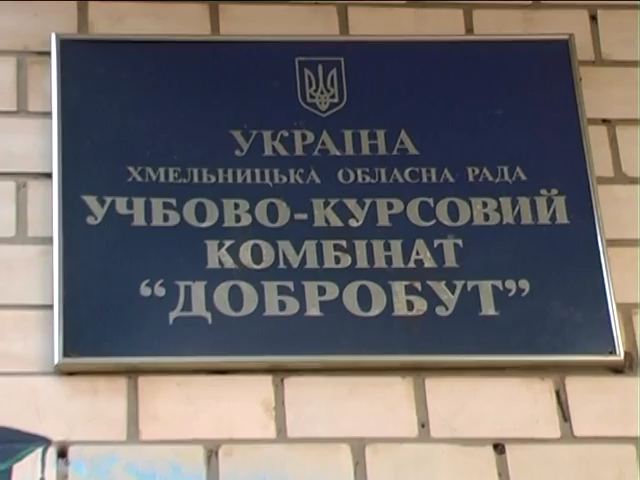 УКРАЇНА
ХМЕЛЬНИЦЬКА ОБЛАСНА РАДА
УЧБОВО-КУРСОВИЙ
КОМБІНАТ
“ДОБРОБУТ”